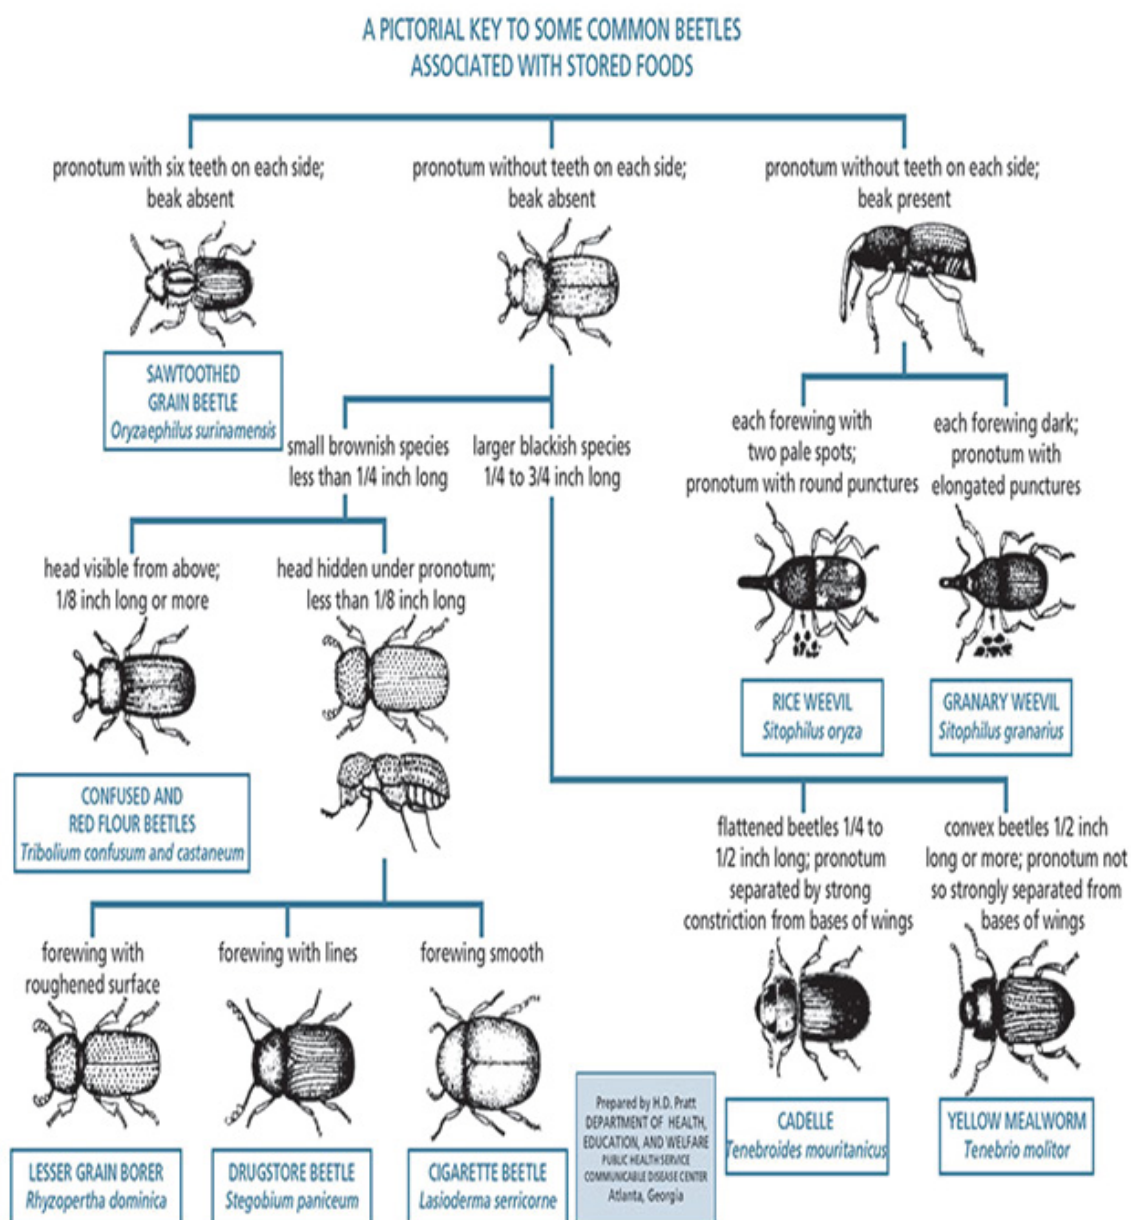 A PICTORIAL KEY TO SOME COMMON BEETLES
ASSOCIATED WITH STORED FOODS
pronotum with six teeth on each side;
beak absent
pronotum without teeth on each side;
beak absent
pronotum without teeth on each side;
beak present
SAWTOOTHED
GRAIN BEETLE
Oryzaephilus surinamensis
small brownish species
less than 1/4 inch long
larger blackish species
1/4 to 3/4 inch long
each forewing with
two pale spots;
pronotum with round punctures
each forewing dark;
pronotum with
elongated punctures
head visible from above;
1/8 inch long or more
head hidden under pronotum;
less than 1/8 inch long
RICE WEEVIL
Sitophilus oryza
GRANARY WEEVIL
Sitophilus granarius
CONFUSED AND
RED FLOUR BEETLES
Tribolium confusum and castaneum
flattened beetles 1/4 to
1/2 inch long; pronotum
separated by strong
constriction from bases of wings
convex beetles 1/2 inch
long or more; pronotum not
so strongly separated from
bases of wings
forewing with
roughened surface
forewing with lines
forewing smooth
LESSER GRAIN BORER
Rhyzopertha dominica
DRUGSTORE BEETLE
Stegobium paniceum
CIGARETTE BEETLE
Lasioderma serricorne
Prepared by H.D. Pratt
DEPARTMENT OF HEALTH,
EDUCATION, AND WELFARE
PUBLIC HEALTH SERVICE
COMMUNICABLE DISEASE CENTER
Atlanta, Georgia
CADELLE
Tenebroides mouritanicus
YELLOW MEALWORM
Tenebrio molitor